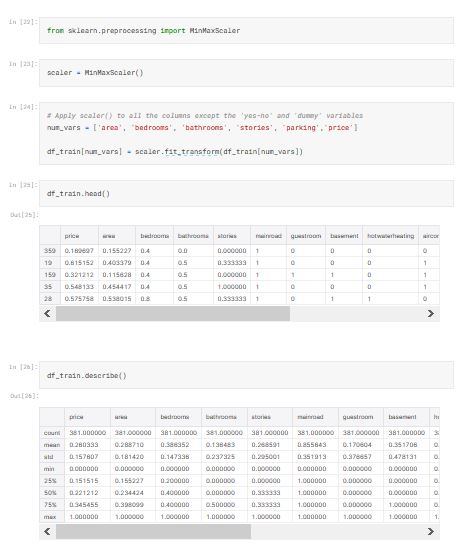 In [22]:
from sklearn.preprocessing import MinMaxScaler
In [23]:
scaler = MinMaxScaler()
In [24]:
# Apply scaler() to all the columns except the 'yes-no' and 'dummy' variables
num_vars = ['area', 'bedrooms', 'bathrooms', 'stories', 'parking','price']
df_train[num_vars] = scaler.fit_transform(df_train[num_vars])
In [25]:
df_train.head()
Out[25]:
price area bedrooms bathrooms stories mainroad guestroom basement hotwaterheating aircor
359 0.169697 0.155227 0.4 0.0 0.000000 1 0 0 0 0
19 0.615152 0.403379 0.4 0.5 0.333333 1 0 0 0 1
159 0.321212 0.115628 0.4 0.5 0.000000 1 1 1 0 1
35 0.548133 0.454417 0.4 0.5 1.000000 1 0 0 0 1
28 0.575758 0.538015 0.8 0.5 0.333333 1 0 1 1 0
In [26]:
df_train.describe()
Out[26]:
price area bedrooms bathrooms stories mainroad guestroom basement h
count 381.000000 381.000000 381.000000 381.000000 381.000000 381.000000 381.000000 381.000000 3
mean 0.260333 0.288710 0.386352 0.136483 0.268591 0.855643 0.170604 0.351706 0.
std 0.157607 0.181420 0.147336 0.237325 0.295001 0.351913 0.376657 0.478131 0.
min 0.000000 0.000000 0.000000 0.000000 0.000000 0.000000 0.000000 0.000000 0.
25% 0.151515 0.155227 0.200000 0.000000 0.000000 1.000000 0.000000 0.000000 0.
50% 0.221212 0.234424 0.400000 0.000000 0.333333 1.000000 0.000000 0.000000 0.
75% 0.345455 0.398099 0.400000 0.500000 0.333333 1.000000 0.000000 1.000000 0.
max 1.000000 1.000000 1.000000 1.000000 1.000000 1.000000 1.000000 1.000000 1.